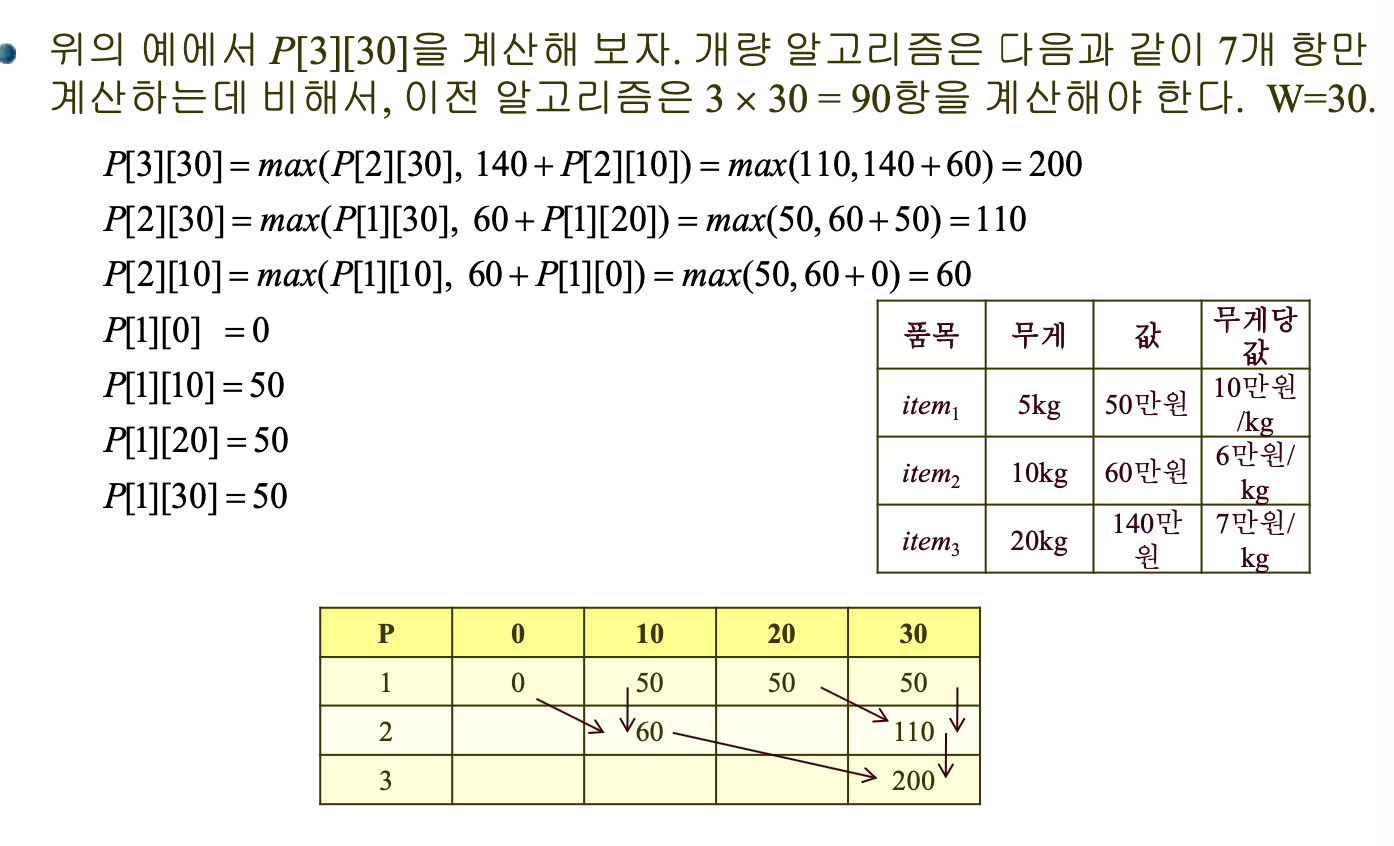 위의 예에서 P[3][30]을 계산해 보자. 개량 알고리즘은 다음과 같이 7개 항만
계산하는데 비해서, 이전 알고리즘은 3 × 30 = 90항을 계산해야 한다. W=30.
P[3][30] = max(P[2][30], 140 + P[2][10]) = max(110,140 + 60) = 200
P[2][30] = max(P[1][30], 60 + P[1][20]) = max(50, 60 + 50) = 110
P[2][10] = max(P[1][10], 60 + P[1][0]) = max(50, 60 + 0) = 60
P[1][0] = 0
P[1][10] = 50
P[1][20] = 50
P[1][30] = 50
품목 무게 값 무게당
값
item₁ 5kg 50만원 10만원
/kg
item₂ 10kg 60만원 6만원/
kg
item₃ 20kg 140만 7만원/
원 kg
P 0 10 20 30
1 0 50 50 50
2 60 110
3 200